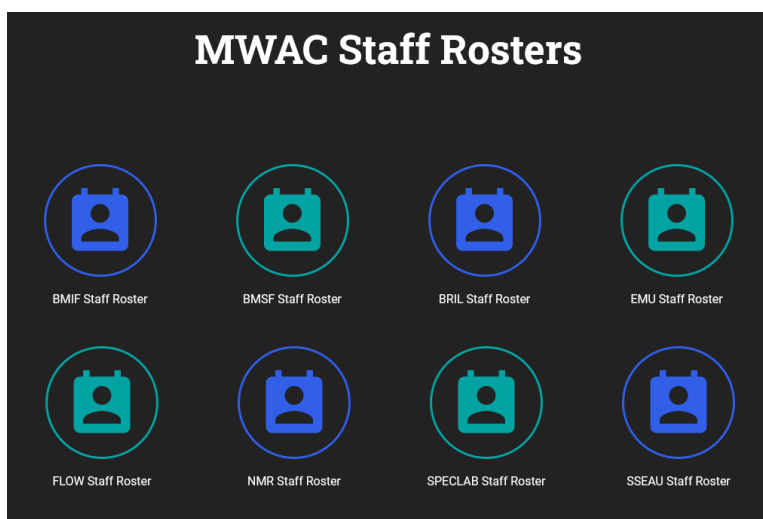 MWAC Staff Rosters
BMIF Staff Roster
BMSF Staff Roster
BRIL Staff Roster
EMU Staff Roster
FLOW Staff Roster
NMR Staff Roster
SPECLAB Staff Roster
SSEAU Staff Roster